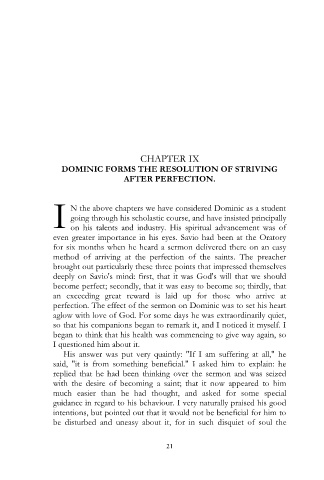 CHAPTER IX
DOMINIC FORMS THE RESOLUTION OF STRIVING
AFTER PERFECTION.
IN the above chapters we have considered Dominic as a student
going through his scholastic course, and have insisted principally
on his talents and industry. His spiritual advancement was of
even greater importance in his eyes. Savio had been at the Oratory
for six months when he heard a sermon delivered there on an easy
method of arriving at the perfection of the saints. The preacher
brought out particularly these three points that impressed themselves
deeply on Savio's mind: first, that it was God's will that we should
become perfect; secondly, that it was easy to become so; thirdly, that
an exceeding great reward is laid up for those who arrive at
perfection. The effect of the sermon on Dominic was to set his heart
aglow with love of God. For some days he was extraordinarily quiet,
so that his companions began to remark it, and I noticed it myself. I
began to think that his health was commencing to give way again, so
I questioned him about it.
His answer was put very quaintly: "If I am suffering at all," he
said, "it is from something beneficial." I asked him to explain: he
replied that he had been thinking over the sermon and was seized
with the desire of becoming a saint; that it now appeared to him
much easier than he had thought, and asked for some special
guidance in regard to his behaviour. I very naturally praised his good
intentions, but pointed out that it would not be beneficial for him to
be disturbed and uneasy about it, for in such disquiet of soul the
21